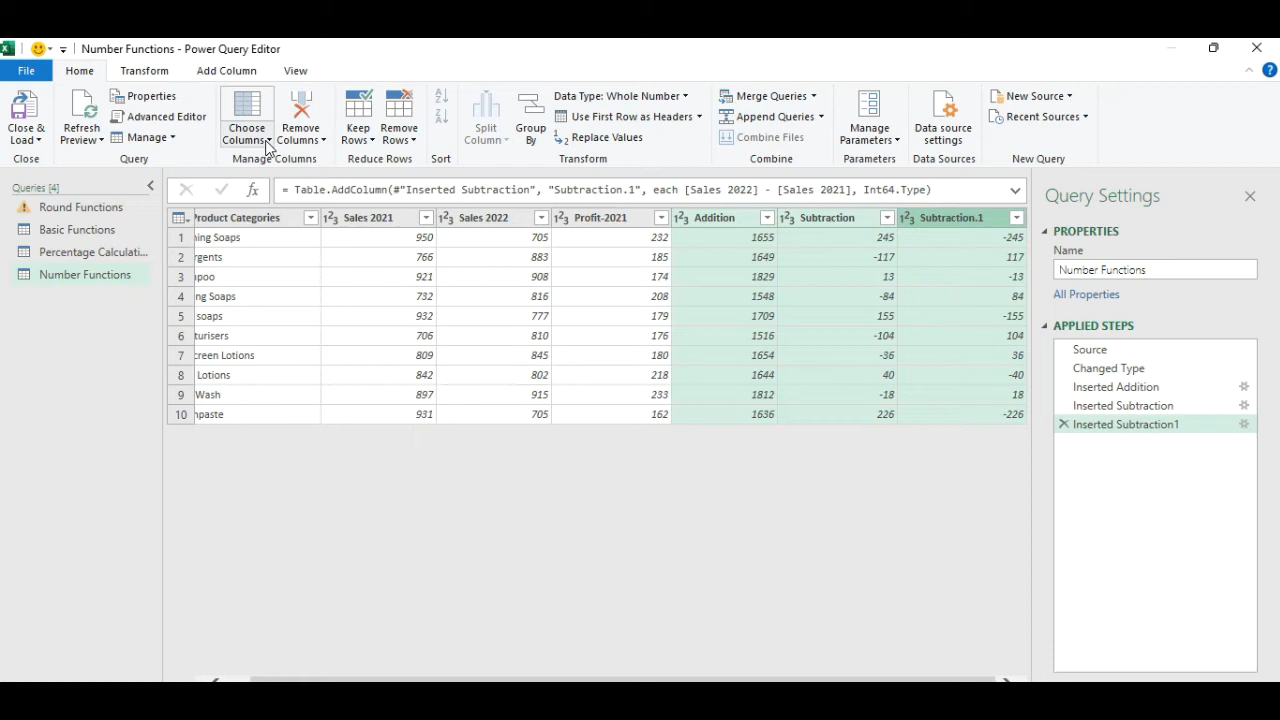 Number Functions - Power Query Editor
File Home Transform Add Column View
Close & Load
Close
Refresh Preview
Properties
Advanced Editor
Manage
Query
Choose Columns
Remove Columns
Manage Columns
Keep Rows
Remove Rows
Reduce Rows
Sort
Split Column
Group By
Data Type: Whole Number
Use First Row as Headers
Replace Values
Transform
Merge Queries
Append Queries
Combine Files
Combine
Manage Parameters
Parameters
Data source settings
Data Sources
New Source
Recent Sources
New Query
Queries [4]
Round Functions
Basic Functions
Percentage Calculati...
Number Functions
fx = Table.AddColumn(#"Inserted Subtraction", "Subtraction.1", each [Sales 2022] - [Sales 2021], Int64.Type)
Product Categories 123 Sales 2021 123 Sales 2022 123 Profit-2021 123 Addition 123 Subtraction 123 Subtraction.1
1 ning Soaps 950 705 232 1655 245 -245
2 rgents 766 883 185 1649 -117 117
3 npoo 921 908 174 1829 13 -13
4 ng Soaps 732 816 208 1548 -84 84
5 soaps 932 777 179 1709 155 -155
6 turisers 706 810 176 1516 -104 104
7 creen Lotions 809 845 180 1654 -36 36
8 Lotions 842 802 218 1644 40 -40
9 Wash 897 915 233 1812 -18 18
10 npaste 931 705 162 1636 226 -226
Query Settings
PROPERTIES
Name
Number Functions
All Properties
APPLIED STEPS
Source
Changed Type
Inserted Addition
Inserted Subtraction
Inserted Subtraction1